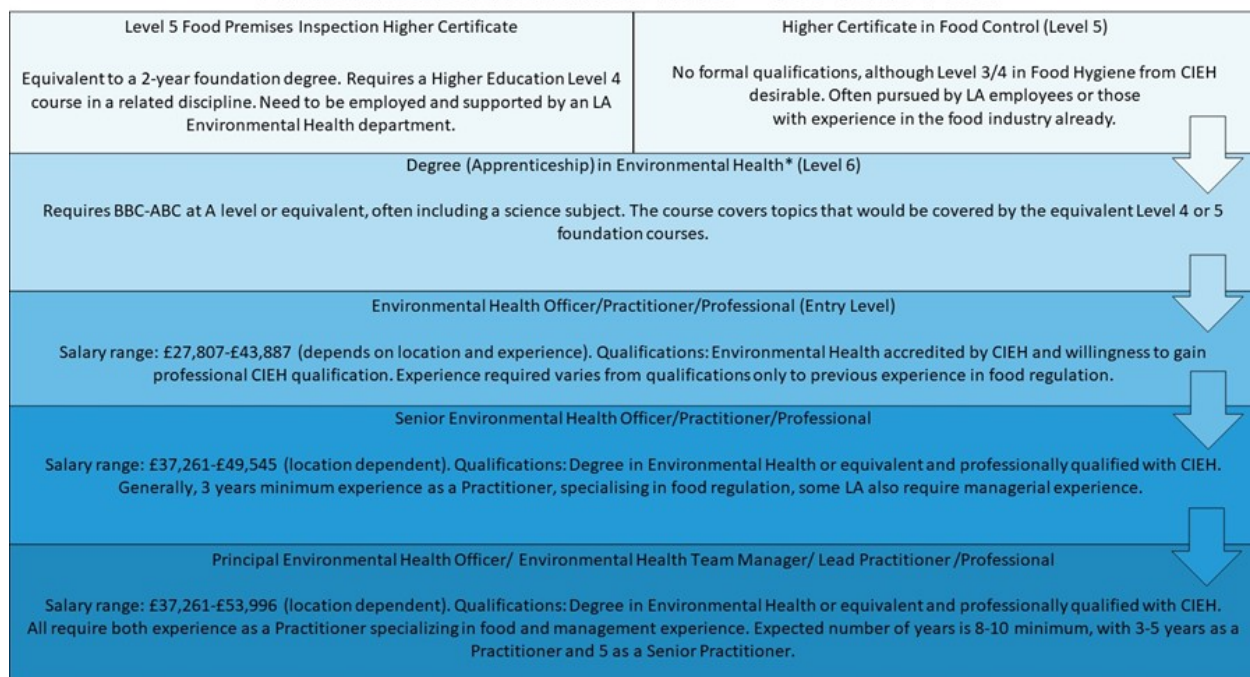 Level 5 Food Premises Inspection Higher Certificate
Equivalent to a 2-year foundation degree. Requires a Higher Education Level 4
course in a related discipline. Need to be employed and supported by an LA
Environmental Health department.
Higher Certificate in Food Control (Level 5)
No formal qualifications, although Level 3/4 in Food Hygiene from CIEH
desirable. Often pursued by LA employees or those
with experience in the food industry already.
Degree (Apprenticeship) in Environmental Health* (Level 6)
Requires BBC-ABC at A level or equivalent, often including a science subject. The course covers topics that would be covered by the equivalent Level 4 or 5
foundation courses.
Environmental Health Officer/Practitioner/Professional (Entry Level)
Salary range: £27,807-£43,887 (depends on location and experience). Qualifications: Environmental Health accredited by CIEH and willingness to gain
professional CIEH qualification. Experience required varies from qualifications only to previous experience in food regulation.
Senior Environmental Health Officer/Practitioner/Professional
Salary range: £37,261-£49,545 (location dependent). Qualifications: Degree in Environmental Health or equivalent and professionally qualified with CIEH.
Generally, 3 years minimum experience as a Practitioner, specialising in food regulation, some LA also require managerial experience.
Principal Environmental Health Officer/ Environmental Health Team Manager/ Lead Practitioner /Professional
Salary range: £37,261-£53,996 (location dependent). Qualifications: Degree in Environmental Health or equivalent and professionally qualified with CIEH.
All require both experience as a Practitioner specializing in food and management experience. Expected number of years is 8-10 minimum, with 3-5 years as a
Practitioner and 5 as a Senior Practitioner.